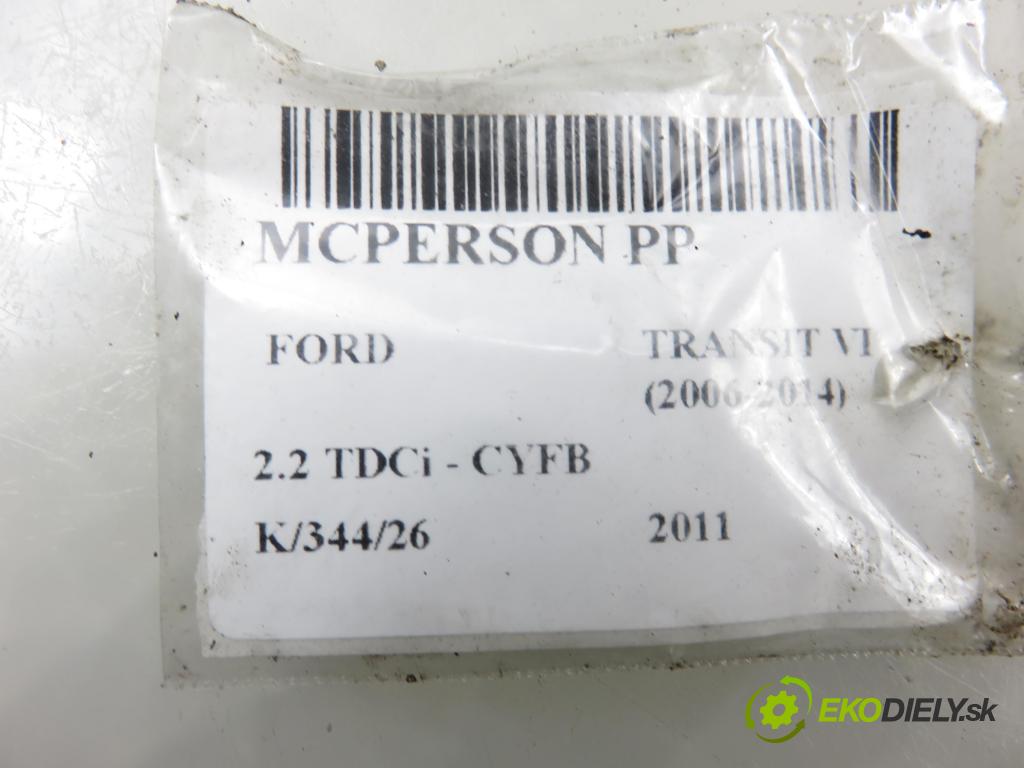 MCPERSON PP
FORD TRANSIT VI
(2006-2014)
2.2 TDCi - CYFB
K/344/26 2011
EKODIELY.sk